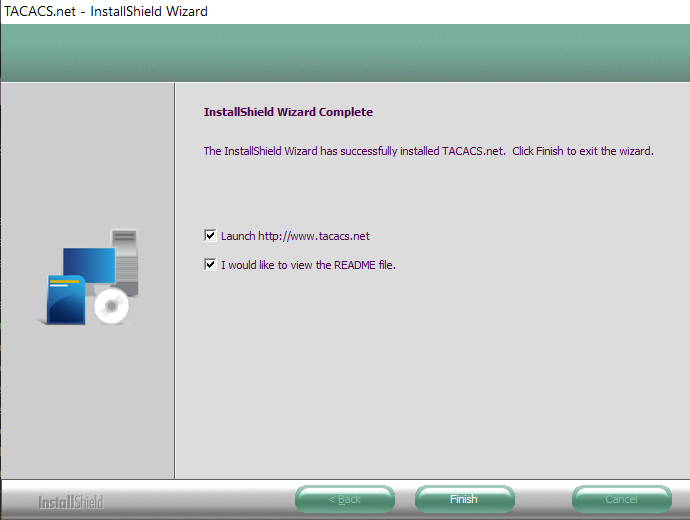 TACACS.net - InstallShield Wizard
InstallShield Wizard Complete
The InstallShield Wizard has successfully installed TACACS.net.  Click Finish to exit the wizard.
Launch http://www.tacacs.net
I would like to view the README file.
InstallShield
< Back
Finish
Cancel